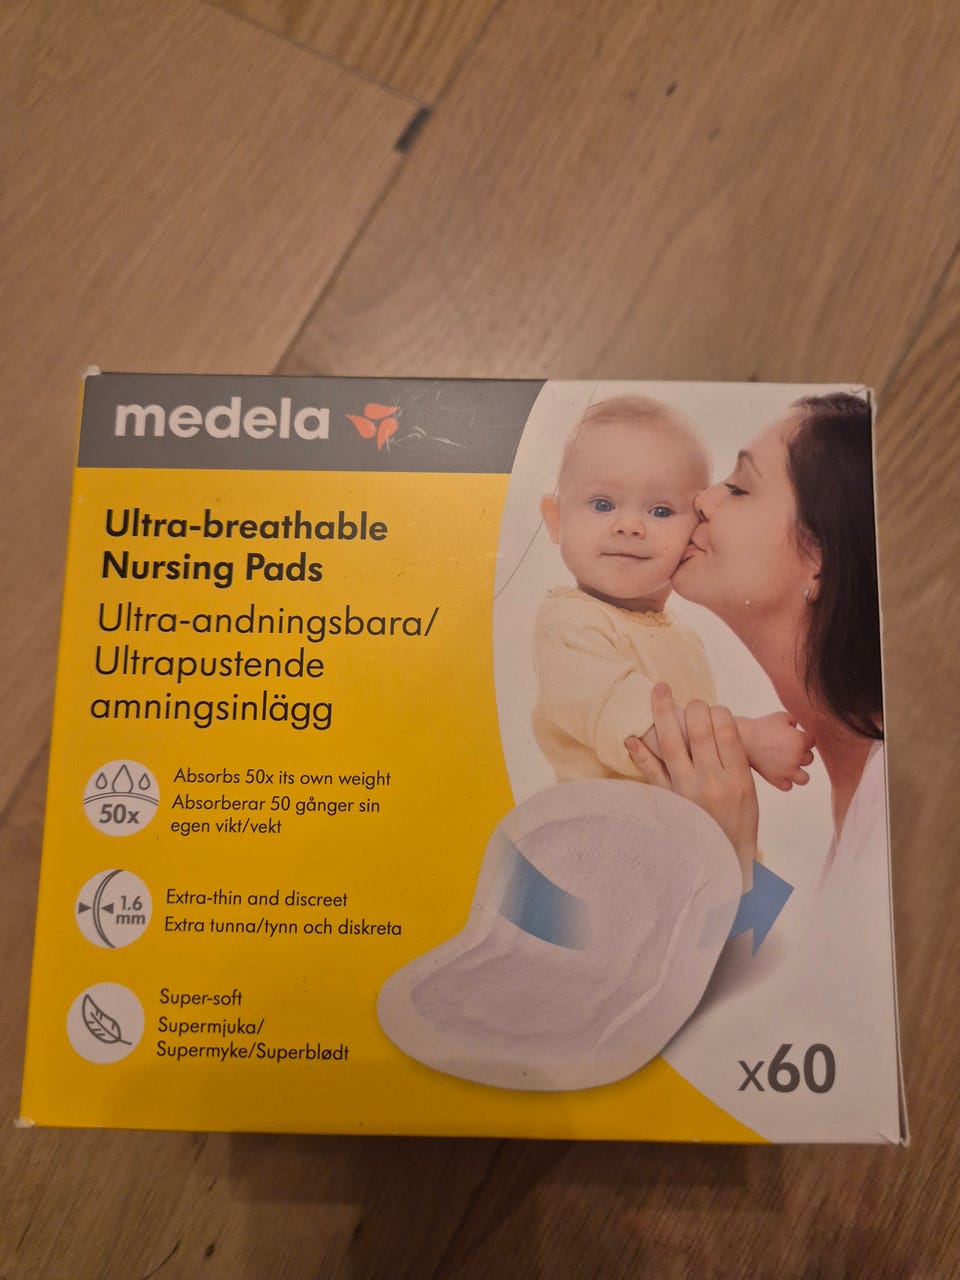 medela
Ultra-breathable
Nursing Pads
Ultra-andningsbara/
Ultrapustende
amningsinlägg
50x
Absorbs 50x its own weight
Absorberar 50 gånger sin
egen vikt/vekt
1.6
mm
Extra-thin and discreet
Extra tunna/tynn och diskreta
Super-soft
Supermjuka/
Supermyke/Superblødt
x60